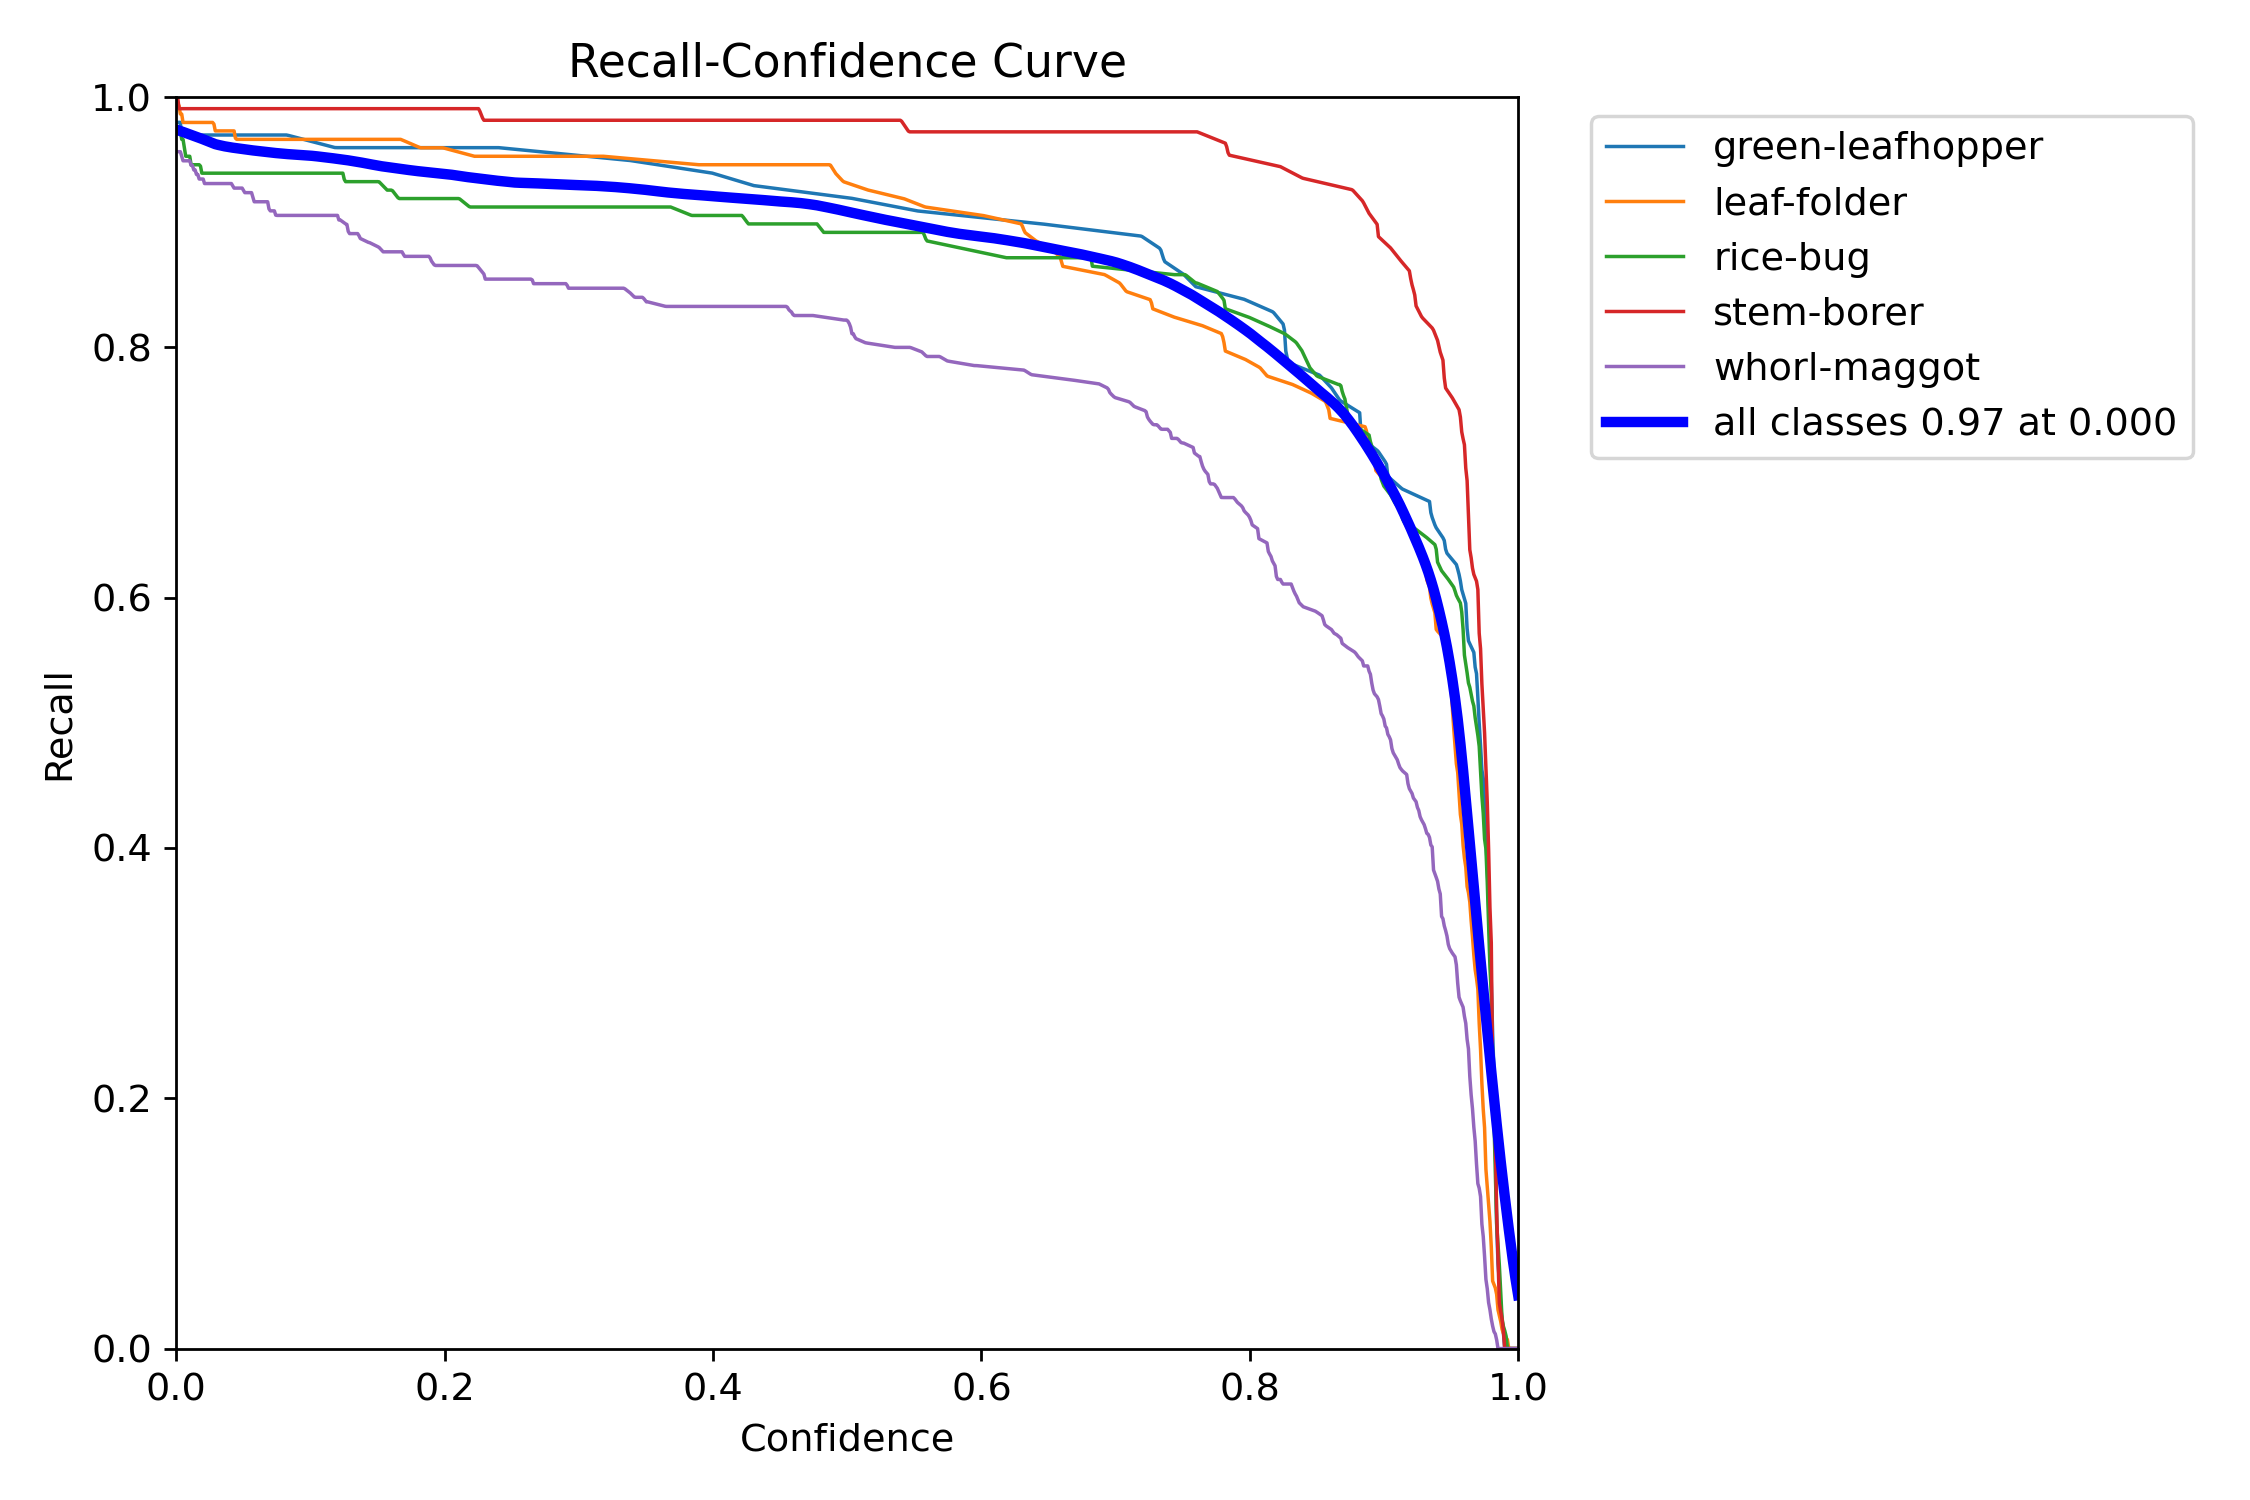 Recall-Confidence Curve
1.0
0.8
0.6
0.4
0.2
0.0
Recall
0.0 0.2 0.4 0.6 0.8 1.0
Confidence
green-leafhopper
leaf-folder
rice-bug
stem-borer
whorl-maggot
all classes 0.97 at 0.000